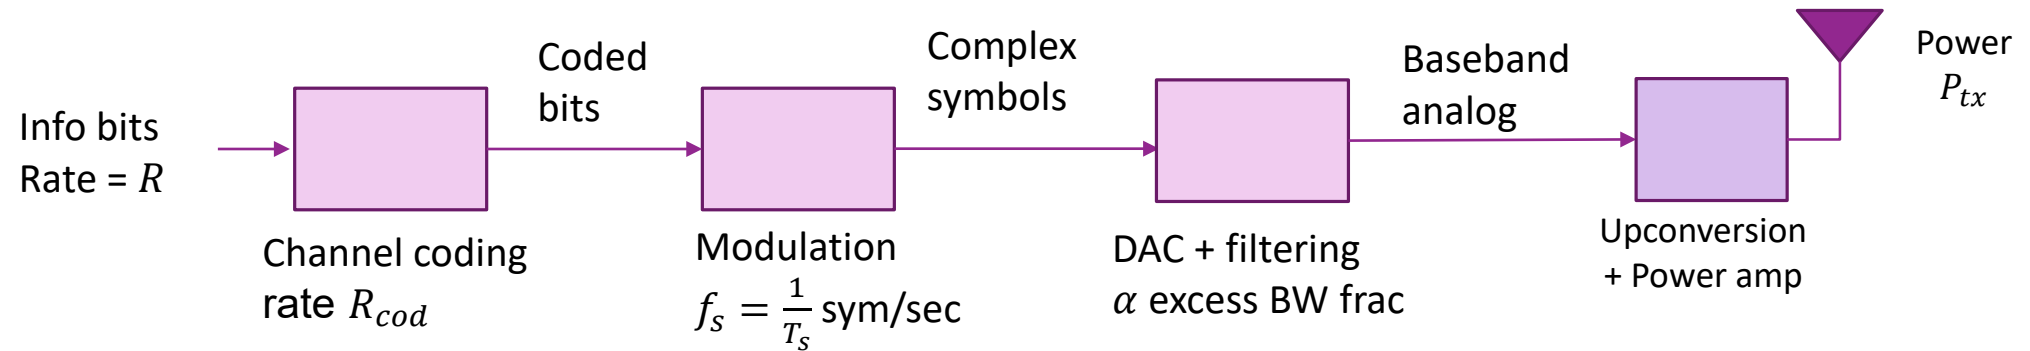 Info bits
Rate = R
Channel coding
rate R_cod
Coded
bits
Modulation
f_s = 1/T_s sym/sec
Complex
symbols
DAC + filtering
α excess BW frac
Baseband
analog
Upconversion
+ Power amp
Power
P_tx